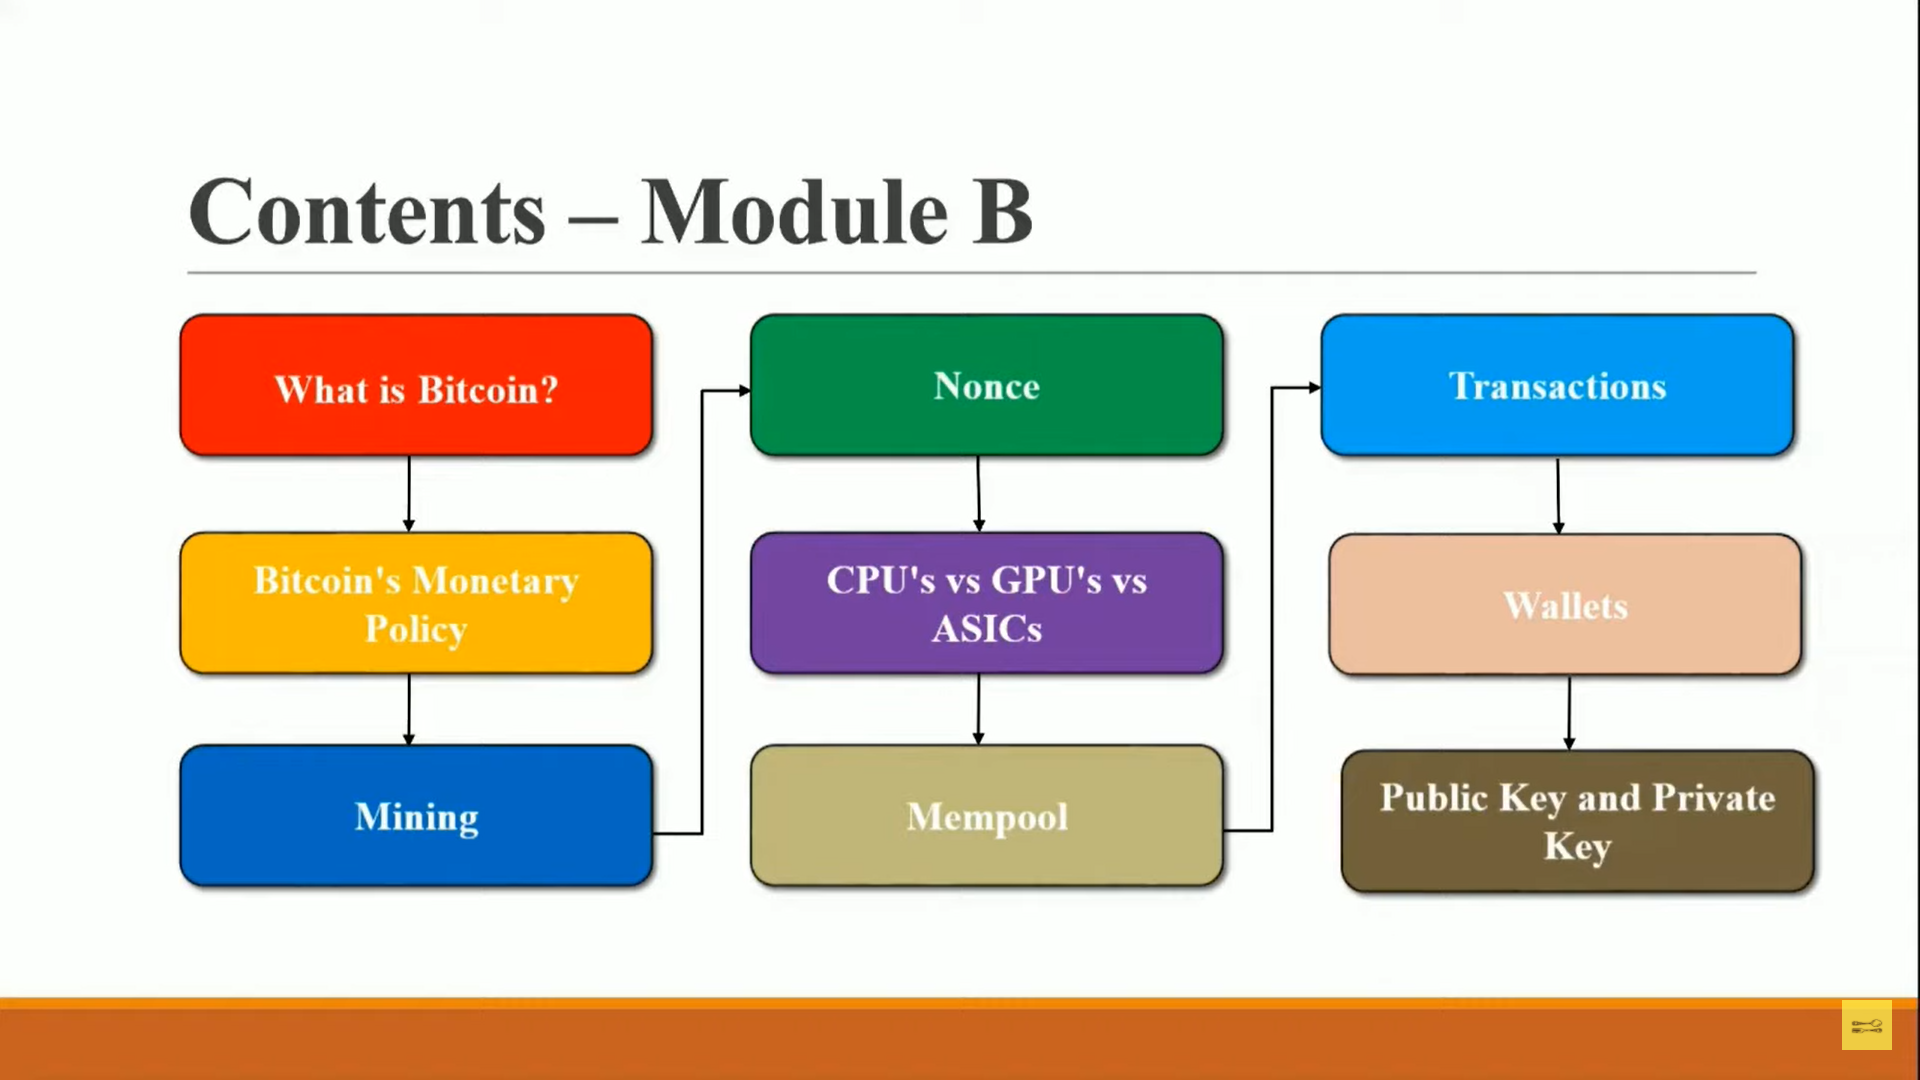 Contents – Module B
What is Bitcoin?
Bitcoin's Monetary
Policy
Mining
Nonce
CPU's vs GPU's vs
ASICs
Mempool
Transactions
Wallets
Public Key and Private
Key